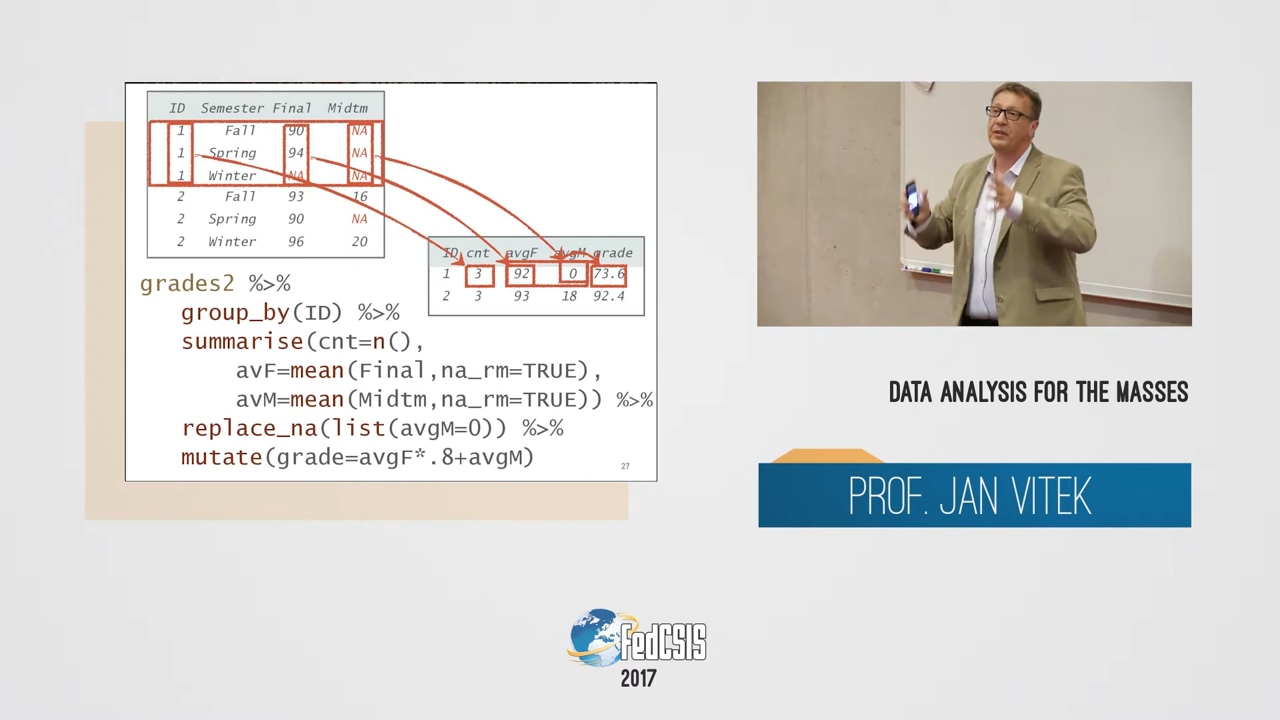 ID Semester Final Midtm
1 Fall 90 NA
1 Spring 94 NA
1 Winter NA NA
2 Fall 93 16
2 Spring 90 NA
2 Winter 96 20
ID cnt avgF avgM grade
1 3 92 0 73.6
2 3 93 18 92.4
grades2 %>%
group_by(ID) %>%
summarise(cnt=n(),
avF=mean(Final,na_rm=TRUE),
avM=mean(Midtm,na_rm=TRUE)) %>%
replace_na(list(avgM=0)) %>%
mutate(grade=avgF*.8+avgM)
27
DATA ANALYSIS FOR THE MASSES
PROF. JAN VITEK
FedCSIS
2017